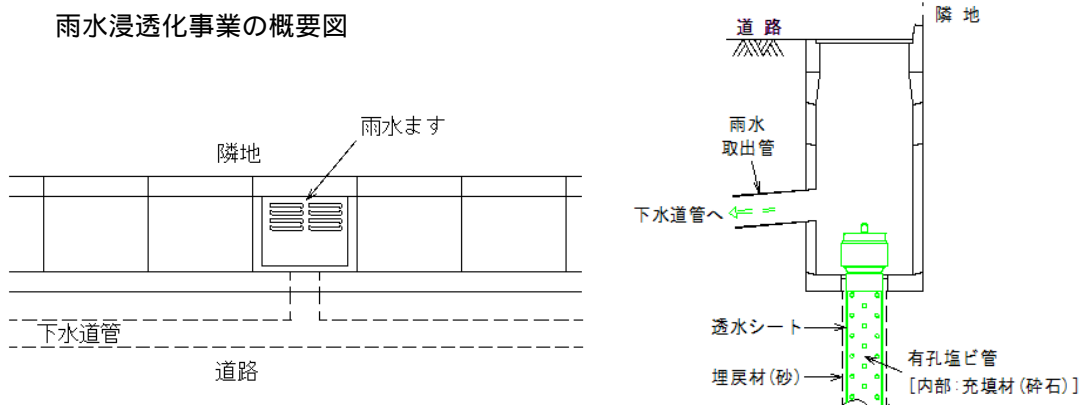 雨水浸透化事業の概要図
雨水ます
隣地
下水道管
道路
隣 地
道 路
雨水
取出管
下水道管へ
透水シート
埋戻材(砂)
有孔塩ビ管
[内部:充填材(砕石)]